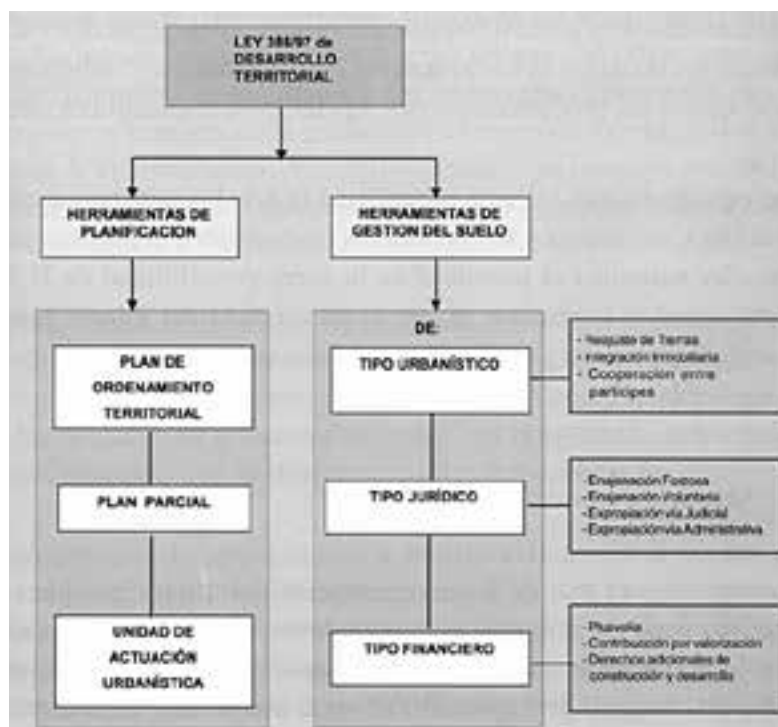 LEY 388/97 de
DESARROLLO
TERRITORIAL
HERRAMIENTAS DE
PLANIFICACION
HERRAMIENTAS DE
GESTION DEL SUELO
PLAN DE
ORDENAMIENTO
TERRITORIAL
PLAN PARCIAL
UNIDAD DE
ACTUACIÓN
URBANÍSTICA
DE:
TIPO URBANÍSTICO
- Reajuste de Tierras
- Integración Inmobiliaria
- Cooperación entre
partícipes
TIPO JURÍDICO
- Enajenación Forzosa
- Enajenación Voluntaria
- Expropiación vía Judicial
- Expropiación vía Administrativa
TIPO FINANCIERO
- Plusvalía
- Contribución por valorización
- Derechos adicionales de
construcción y desarrollo